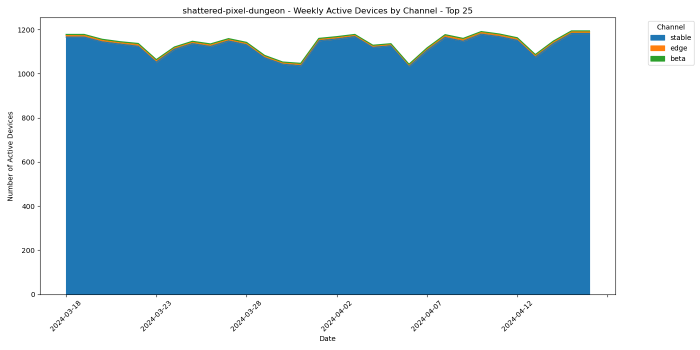 shattered-pixel-dungeon - Weekly Active Devices by Channel - Top 25
Number of Active Devices
1200
1000
800
600
400
200
0
2024-03-18
2024-03-23
2024-03-28
2024-04-02
2024-04-07
2024-04-12
Date
Channel
stable
edge
beta